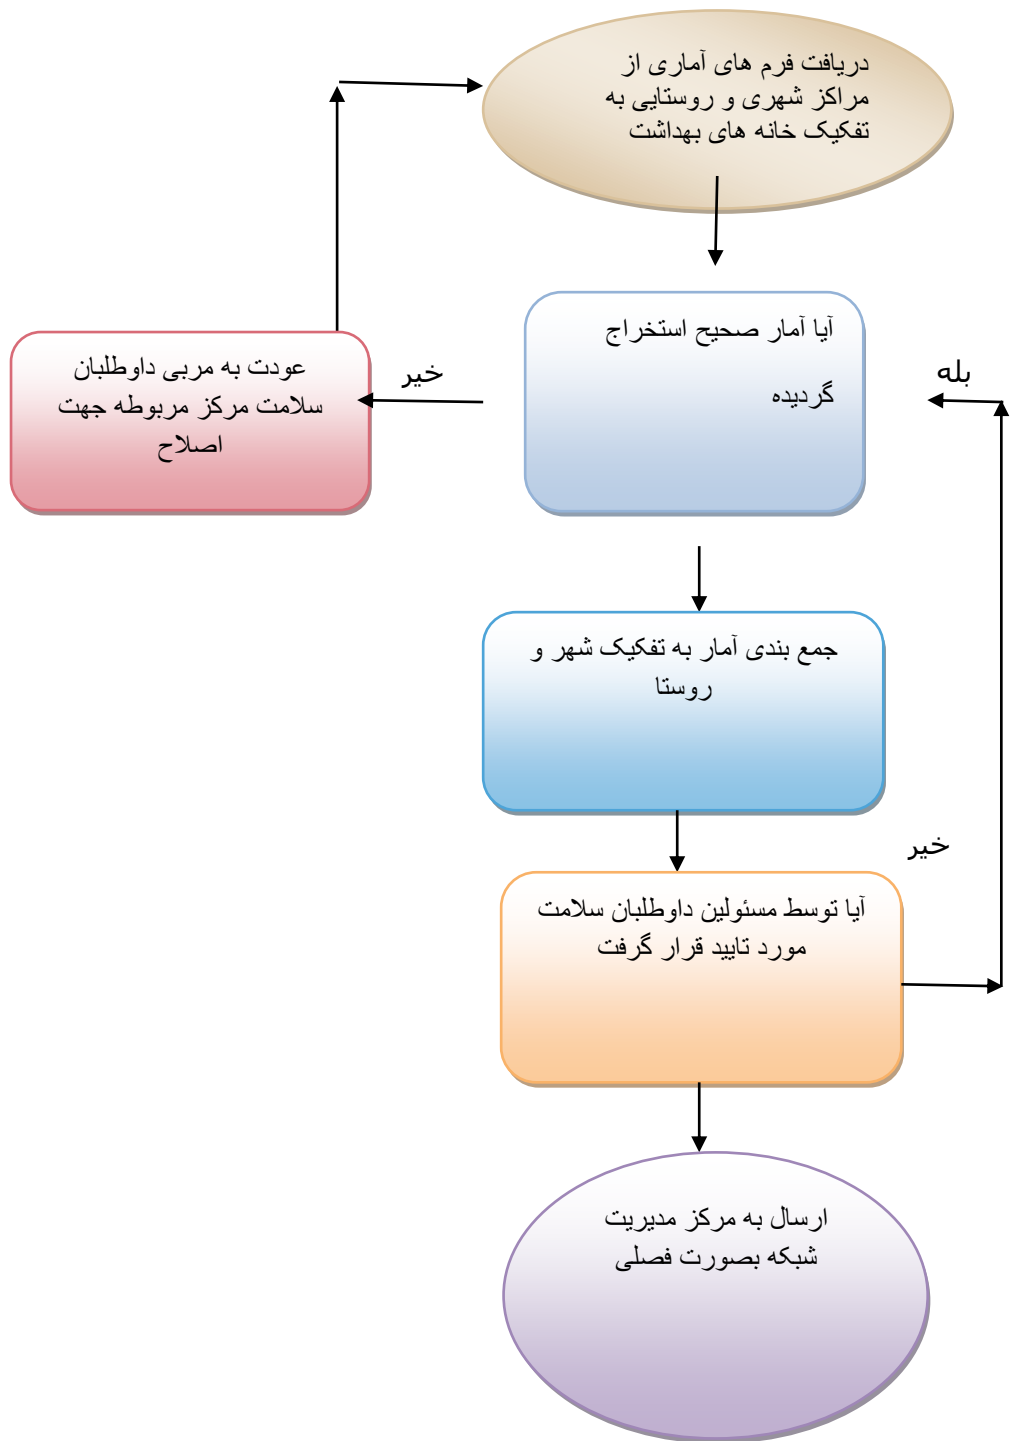 دریافت فرم های آماری از
مراکز شهری و روستایی به
تفکیک خانه های بهداشت
آیا آمار صحیح استخراج
گردیده
بله
خیر
عودت به مربی داوطلبان
سلامت مرکز مربوطه جهت
اصلاح
جمع بندی آمار به تفکیک شهر و
روستا
خیر
آیا توسط مسئولین داوطلبان سلامت
مورد تایید قرار گرفت
ارسال به مرکز مدیریت
شبکه بصورت فصلی